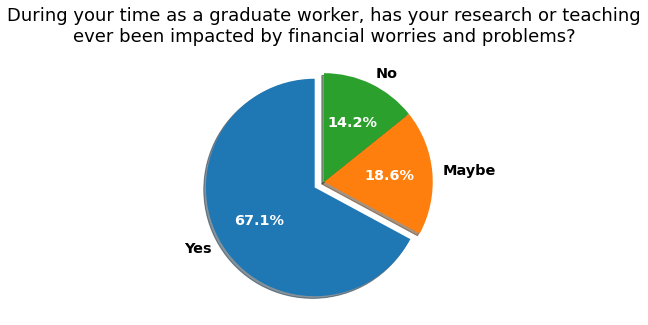 During your time as a graduate worker, has your research or teaching
ever been impacted by financial worries and problems?
No
14.2%
Maybe
18.6%
67.1%
Yes